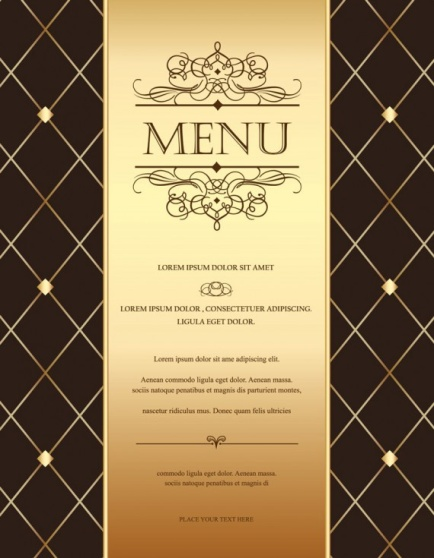 MENU
LOREM IPSUM DOLOR SIT AMET
LOREM IPSUM DOLOR , CONSECTETUER ADIPISCING.
LIGULA EGET DOLOR.
Lorem ipsum dolor sit ame adipiscing elit.
Aenean commodo ligula eget dolor. Aenean massa.
sociis natoque penatibus et magnis dis parturient montes,
nascetur ridiculus mus. Donec quam felis ultricies
commodo ligula eget dolor. Aenean massa.
sociis natoque penatibus et magnis di
PLACE YOUR TEXT HERE